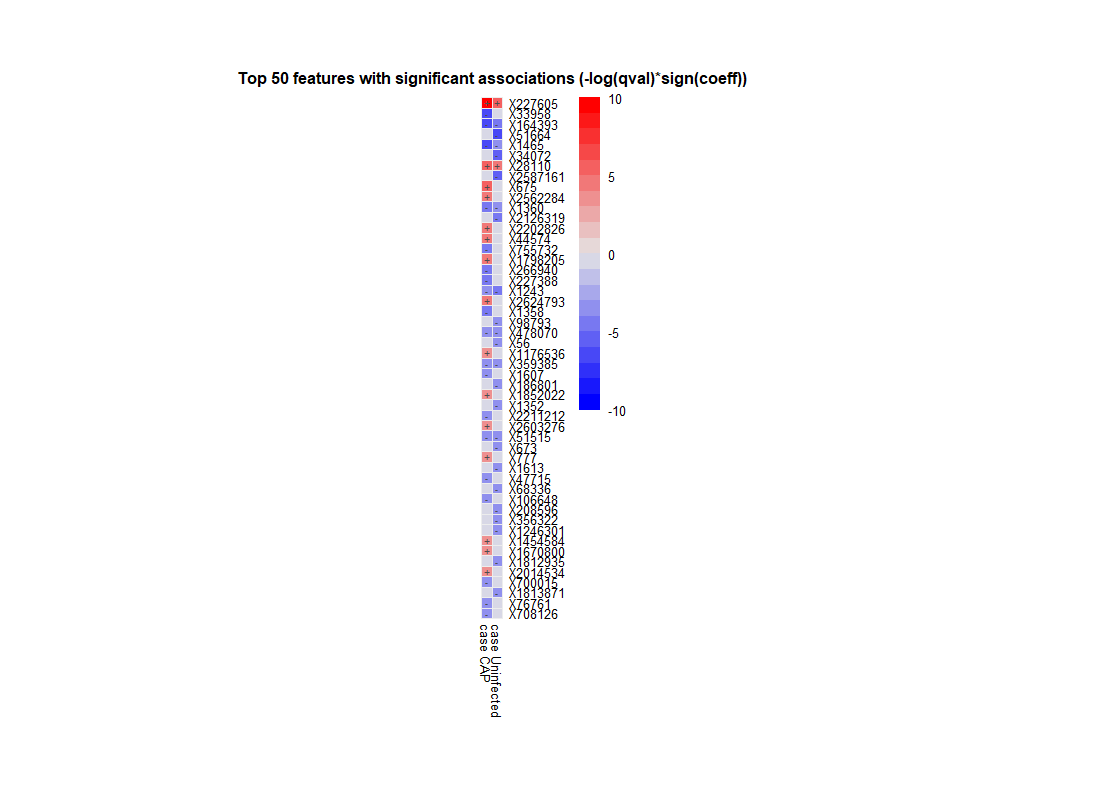 Top 50 features with significant associations (-log(qval)*sign(coeff))
X227605
X33958
X164393
X51664
X1465
X34072
X28110
X2587161
X675
X2562284
X1360
X2126319
X2202826
X44574
X755732
X1798205
X266940
X227388
X1243
X2624793
X1358
X98793
X478070
X56
X1176536
X359385
X1607
X186801
X1852022
X1352
X2211212
X2603276
X51515
X673
X777
X1613
X47715
X68336
X106648
X208596
X356322
X1246301
X1454584
X1670800
X1812935
X2014534
X700015
X1813871
X76761
X708126
10
5
0
-5
-10
case CAP
case Uninfected